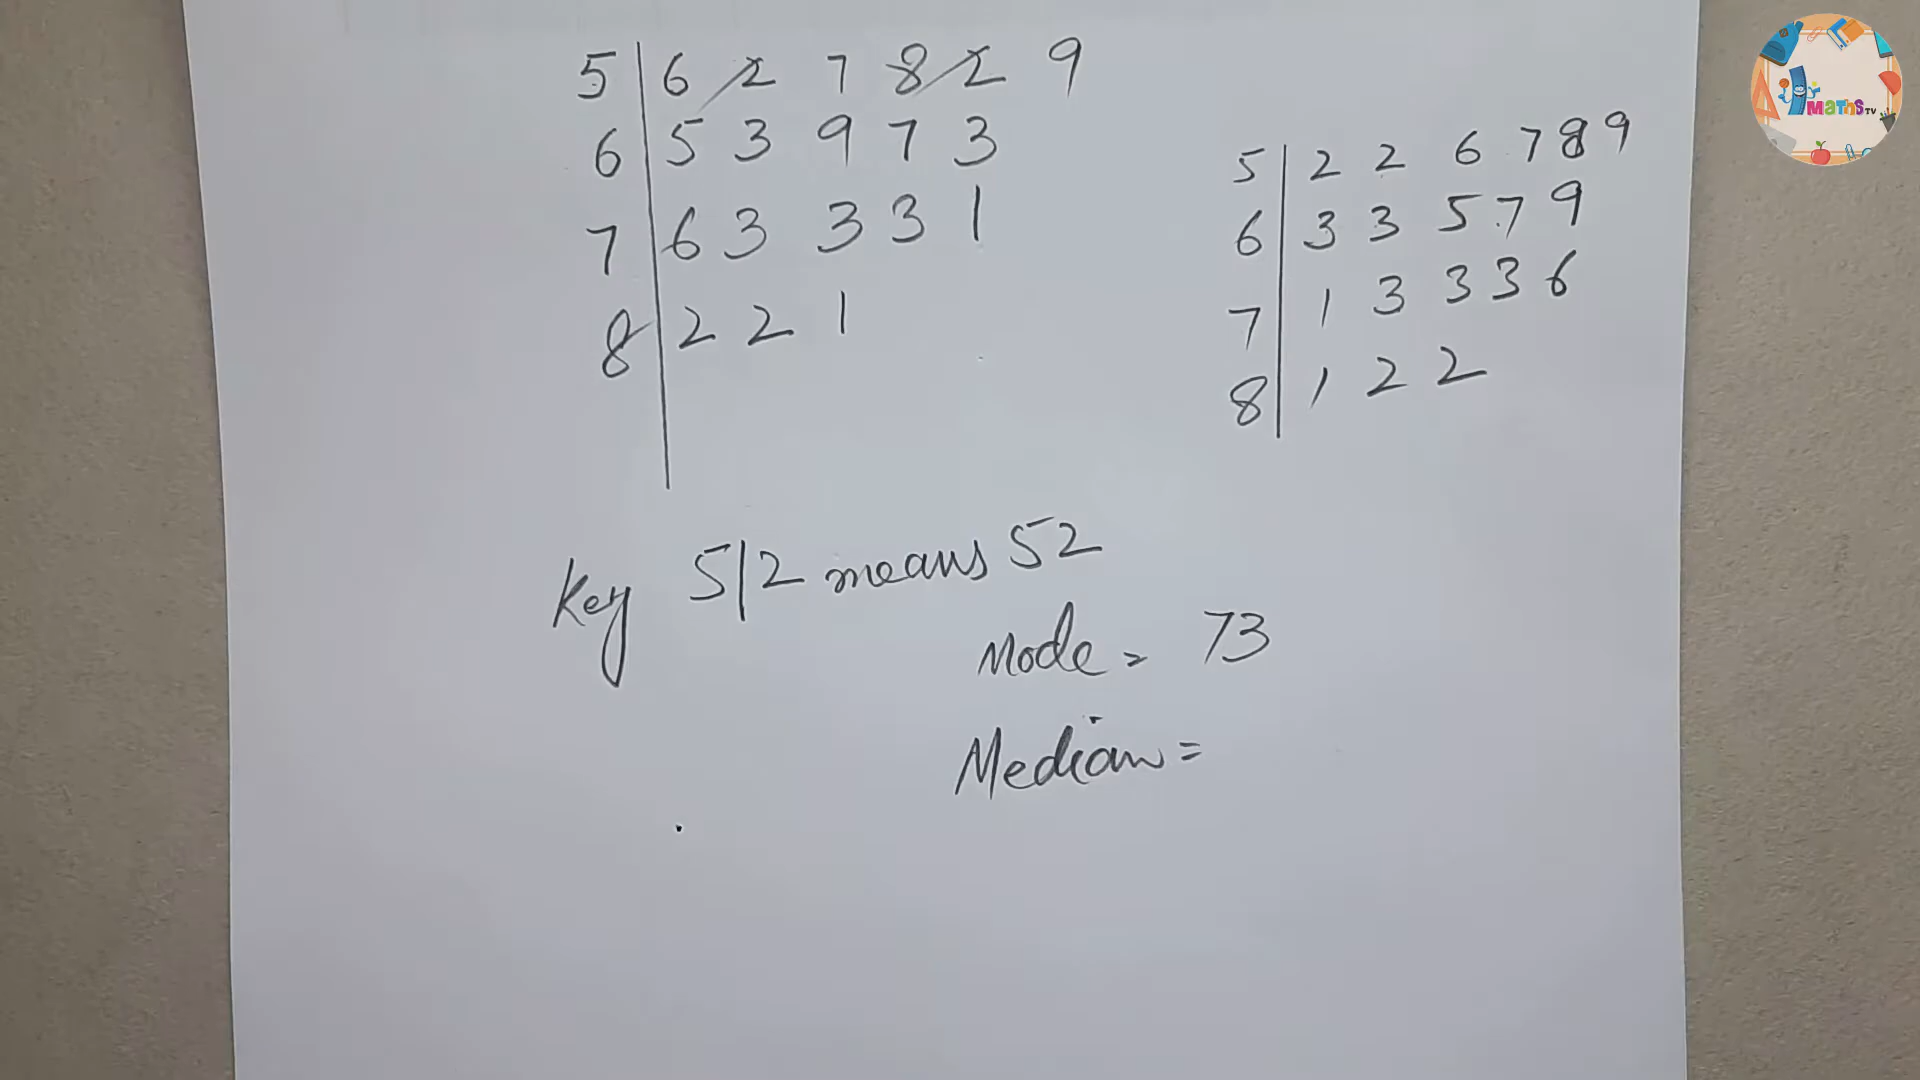 5 | 6 2 7 8 2 9
6 | 5 3 9 7 3
7 | 6 3 3 3 1
8 | 2 2 1
5 | 2 2 6 7 8 9
6 | 3 3 5 7 9
7 | 1 3 3 3 6
8 | 1 2 2
Key 5|2 means 52
Mode = 73
Median =
MATHS TV